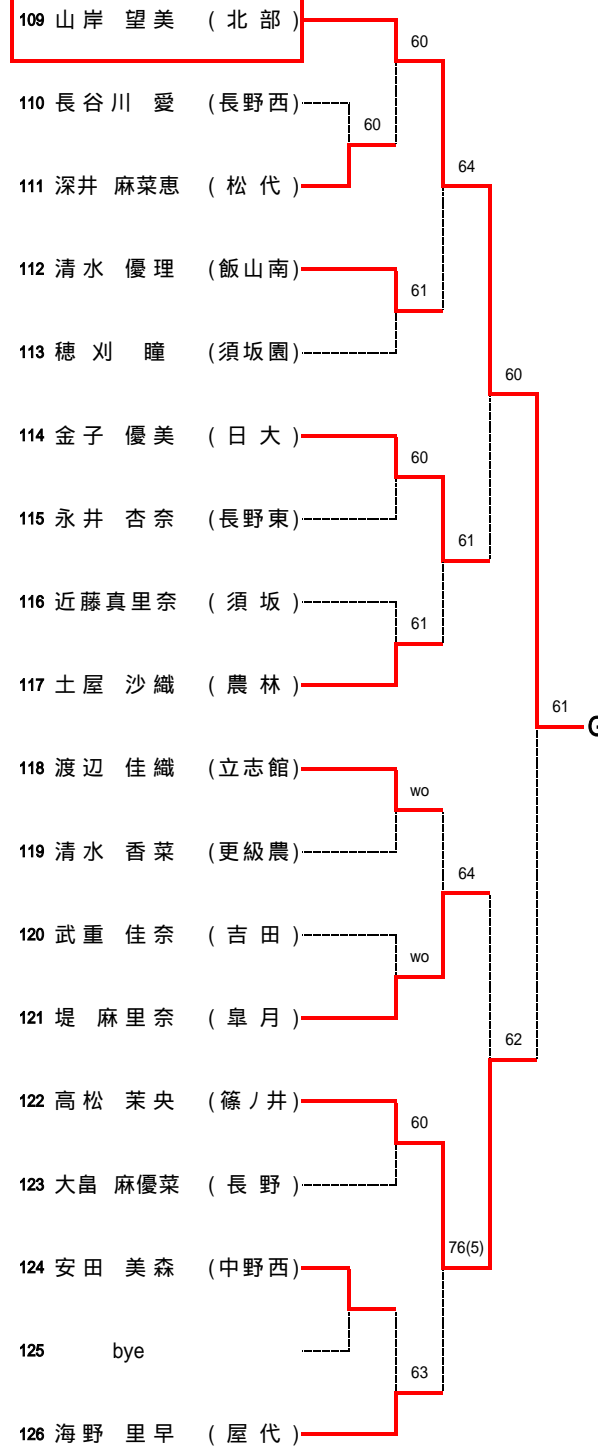 109 山岸 望美 (北部)
60
110 長谷川 愛 (長野西)
60
111 深井 麻菜恵 (松代)
64
112 清水 優理 (飯山南)
61
113 穂刈 瞳 (須坂園)
60
114 金子 優美 (日大)
60
115 永井 杏奈 (長野東)
61
116 近藤真里奈 (須坂)
61
117 土屋 沙織 (農林)
61
G
118 渡辺 佳織 (立志館)
wo
119 清水 香菜 (更級農)
64
120 武重 佳奈 (吉田)
wo
121 堤 麻里奈 (皐月)
62
122 高松 茉央 (篠ノ井)
60
123 大畠 麻優菜 (長野)
76(5)
124 安田 美森 (中野西)
125 bye
63
126 海野 里早 (屋代)